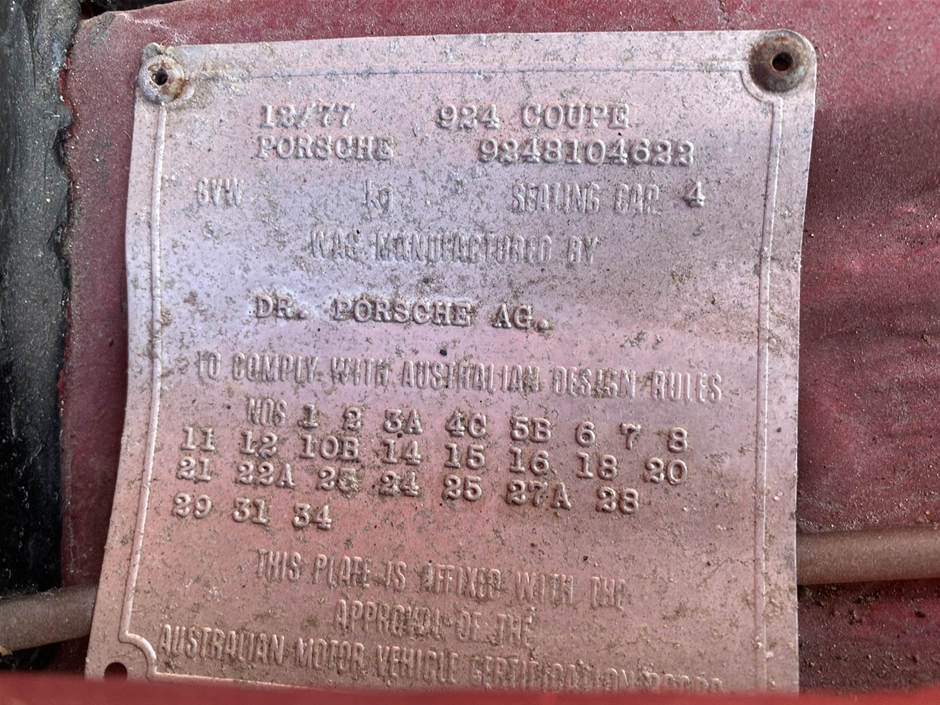 12/77 924 COUPE
PORSCHE 9248104622
GVW kg SEATING CAP. 4
WAS MANUFACTURED BY
DR. PORSCHE AG.
TO COMPLY WITH AUSTRALIAN DESIGN RULES
NOS 1 2 3A 4C 5B 6 7 8
11 12 10B 14 15 16 18 20
21 22A 23 24 25 27A 28
29 31 34
THIS PLATE IS AFFIXED WITH THE
APPROVAL OF THE
AUSTRALIAN MOTOR VEHICLE CERTIFICATION BOARD